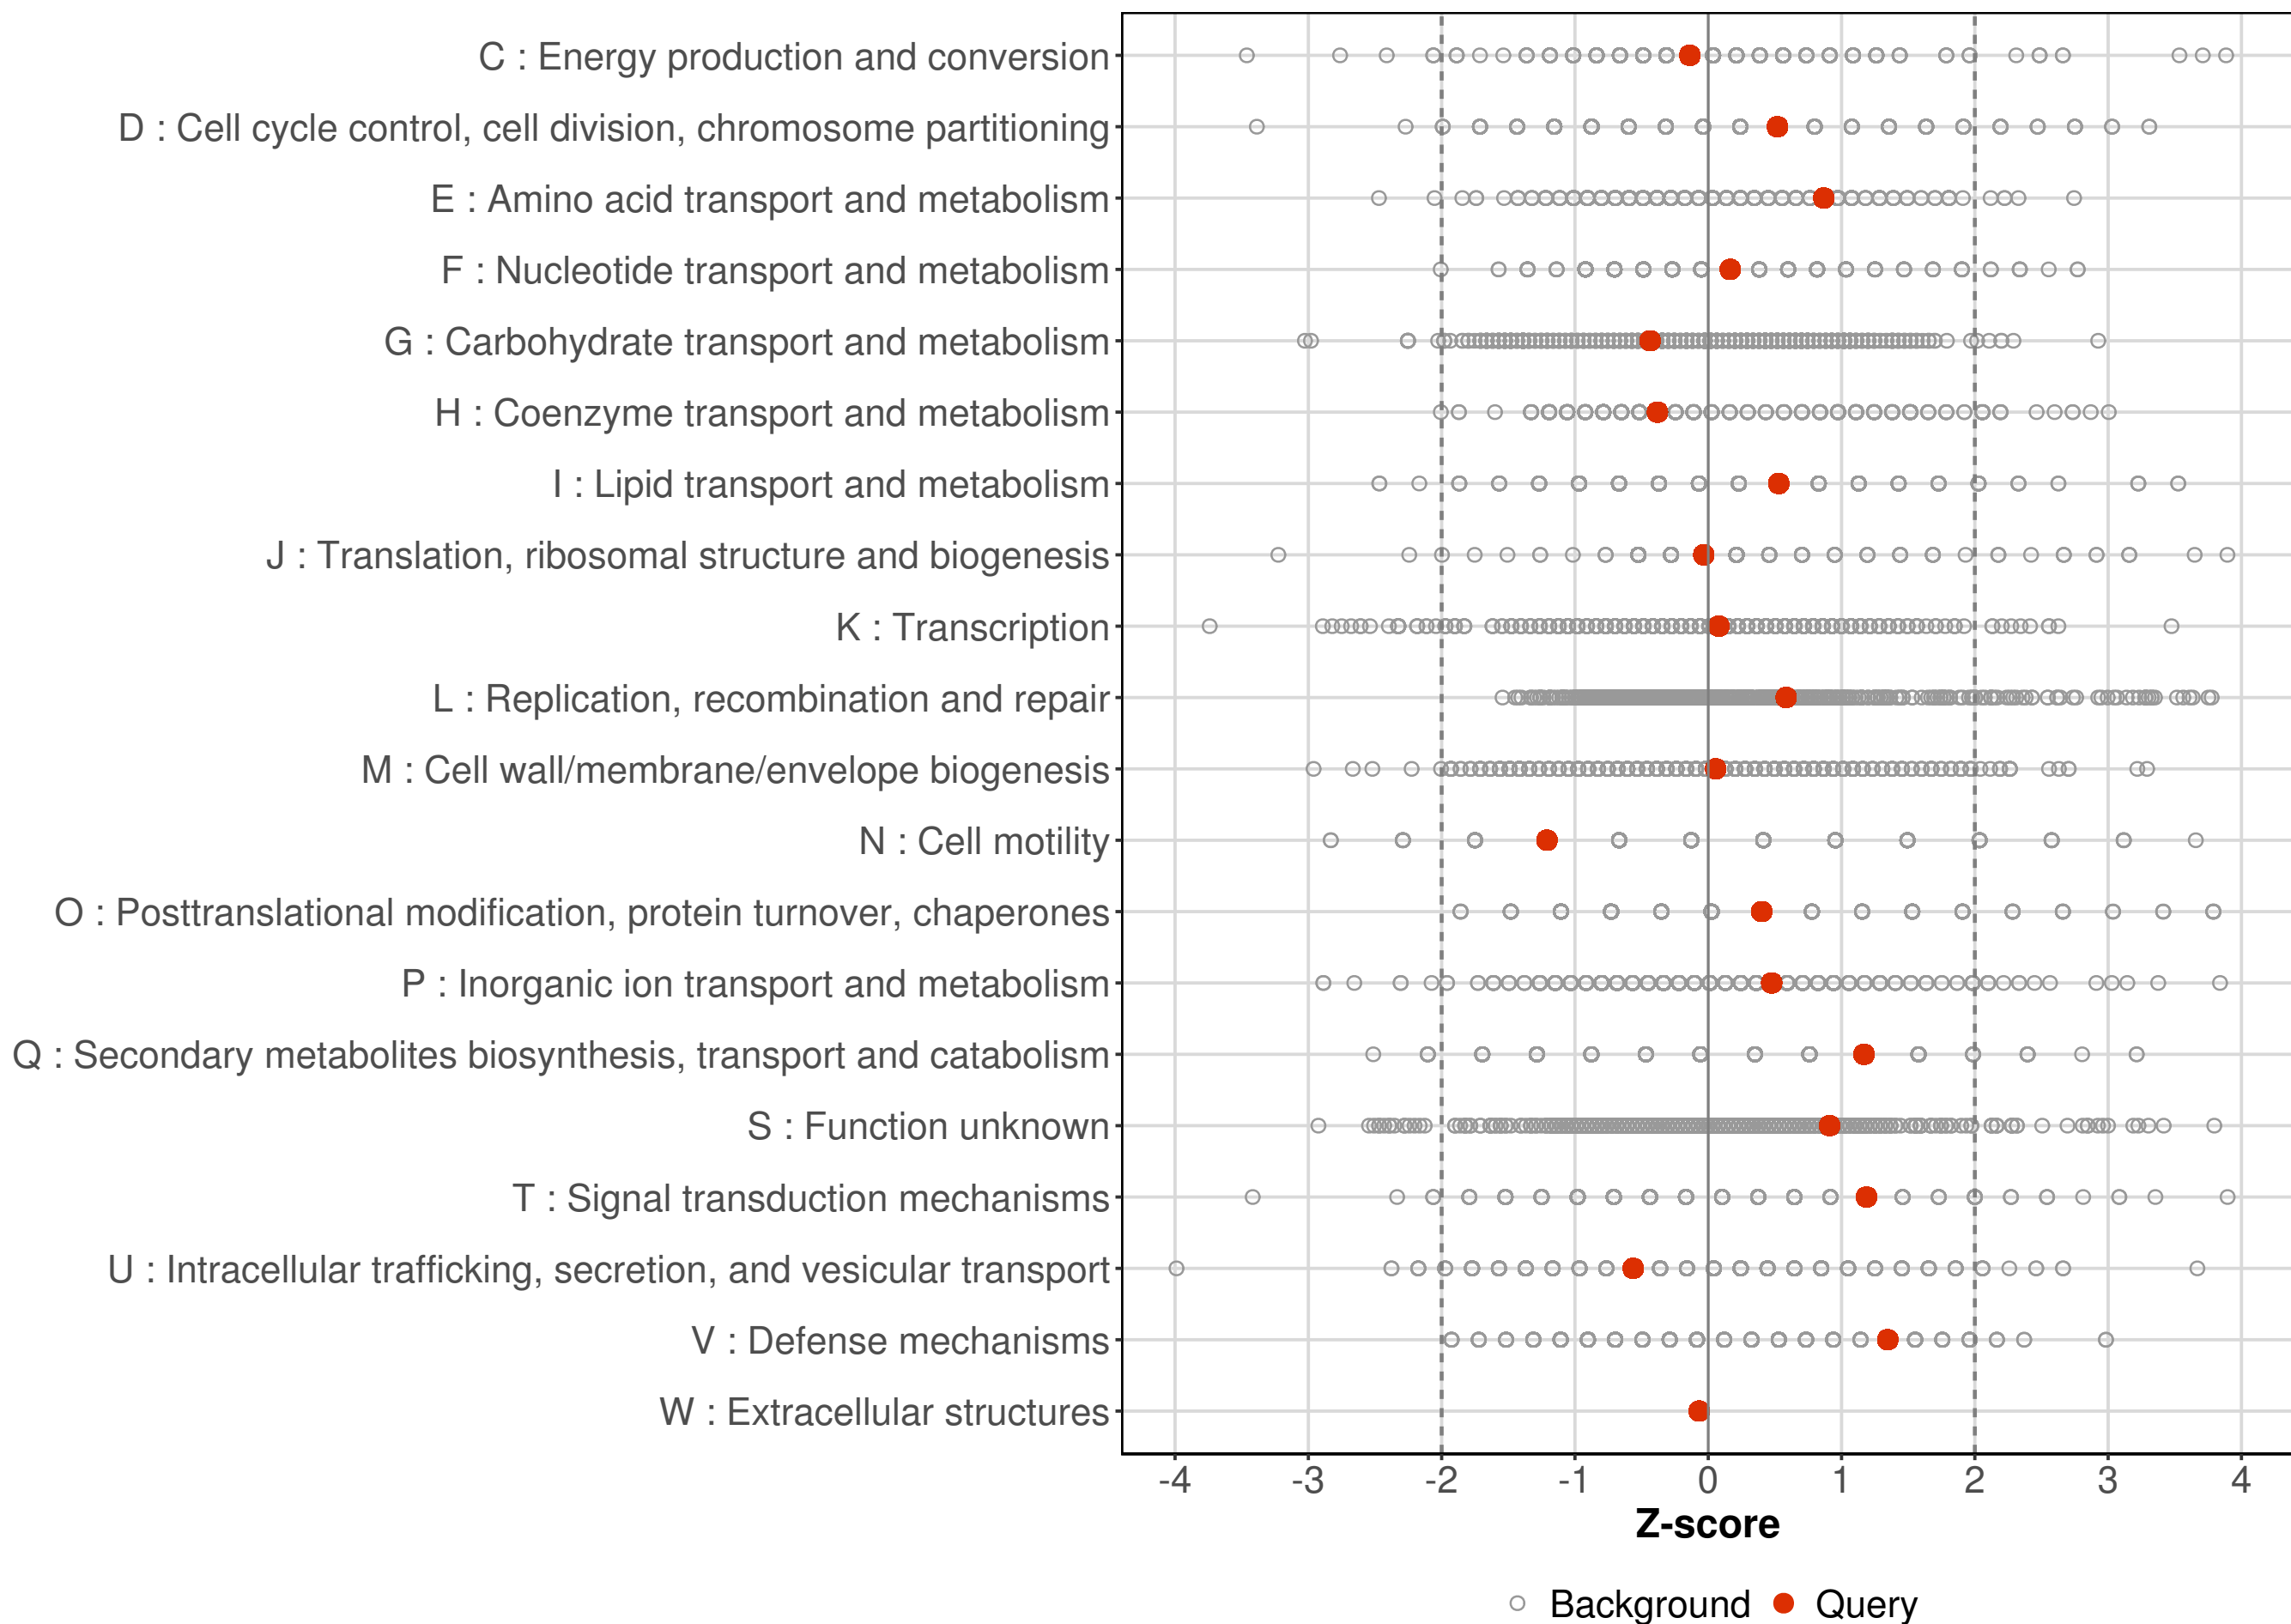 C : Energy production and conversion
D : Cell cycle control, cell division, chromosome partitioning
E : Amino acid transport and metabolism
F : Nucleotide transport and metabolism
G : Carbohydrate transport and metabolism
H : Coenzyme transport and metabolism
I : Lipid transport and metabolism
J : Translation, ribosomal structure and biogenesis
K : Transcription
L : Replication, recombination and repair
M : Cell wall/membrane/envelope biogenesis
N : Cell motility
O : Posttranslational modification, protein turnover, chaperones
P : Inorganic ion transport and metabolism
Q : Secondary metabolites biosynthesis, transport and catabolism
S : Function unknown
T : Signal transduction mechanisms
U : Intracellular trafficking, secretion, and vesicular transport
V : Defense mechanisms
W : Extracellular structures
-4 -3 -2 -1 0 1 2 3 4
Z-score
Background Query